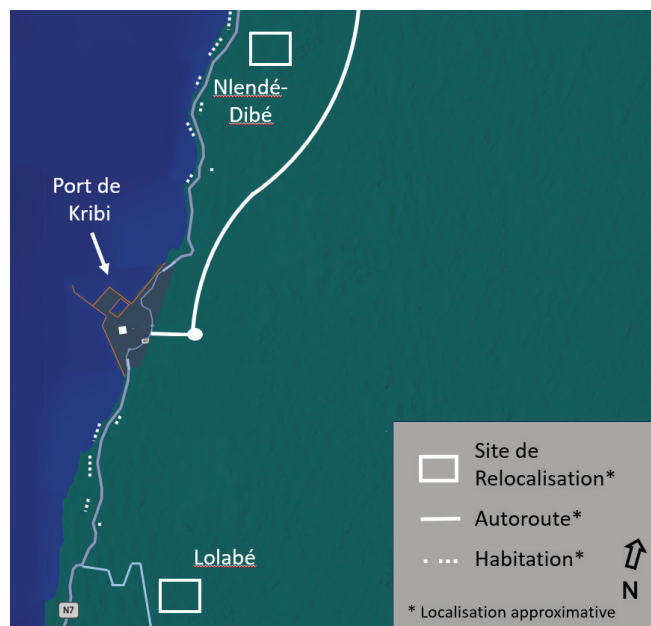 Nlendé-
Dibé
Port de
Kribi
Lolabé
N7
Site de
Relocalisation*
Autoroute*
Habitation*
N
* Localisation approximative